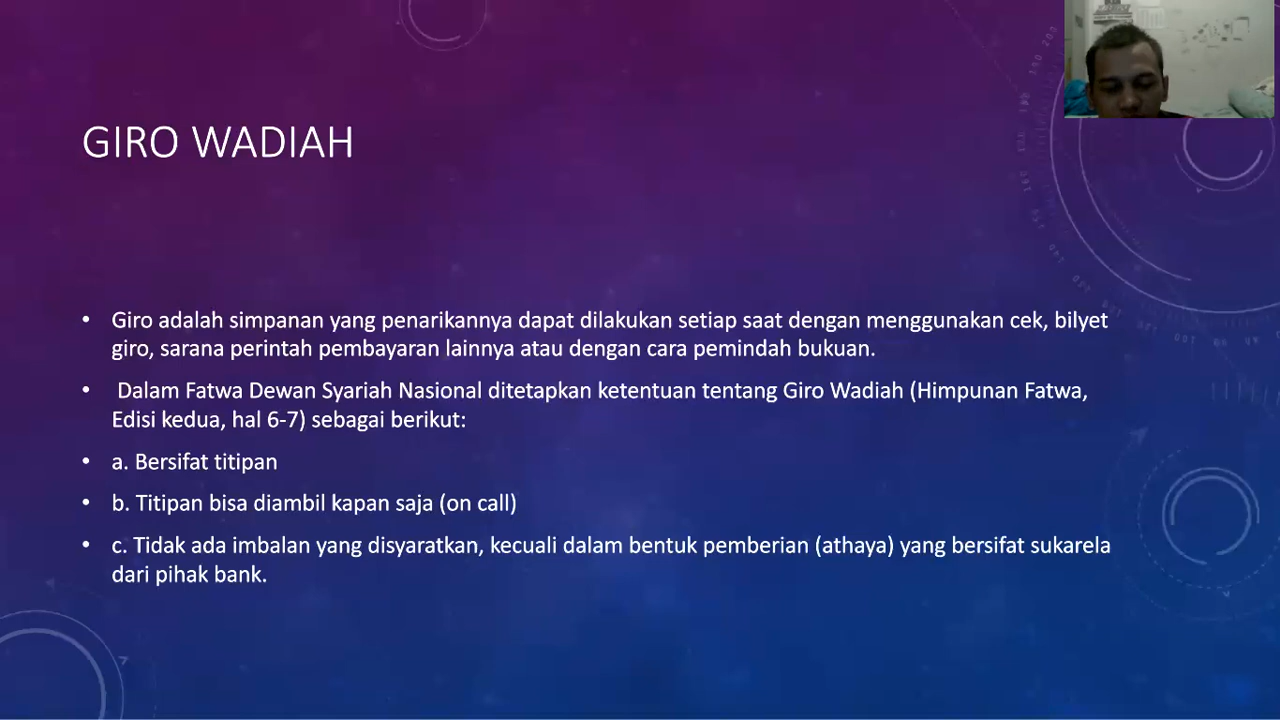 GIRO WADIAH
• Giro adalah simpanan yang penarikannya dapat dilakukan setiap saat dengan menggunakan cek, bilyet
giro, sarana perintah pembayaran lainnya atau dengan cara pemindah bukuan.
• Dalam Fatwa Dewan Syariah Nasional ditetapkan ketentuan tentang Giro Wadiah (Himpunan Fatwa,
Edisi kedua, hal 6-7) sebagai berikut:
• a. Bersifat titipan
• b. Titipan bisa diambil kapan saja (on call)
• c. Tidak ada imbalan yang disyaratkan, kecuali dalam bentuk pemberian (athaya) yang bersifat sukarela
dari pihak bank.